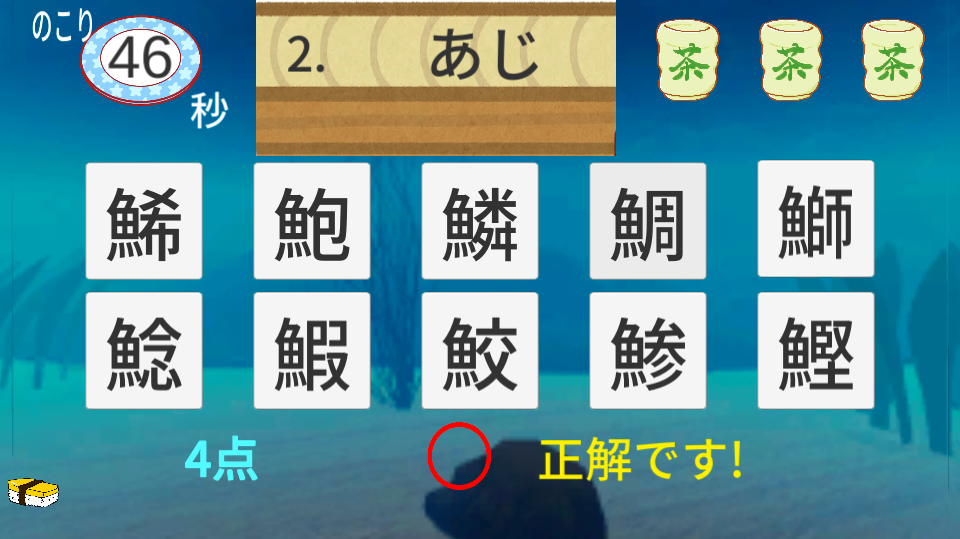 のこり
46
秒
2. あじ
茶 茶 茶
鯑 鮑 鱗 鯛 鰤
鯰 鰕 鮫 鯵 鰹
4点
正解です!